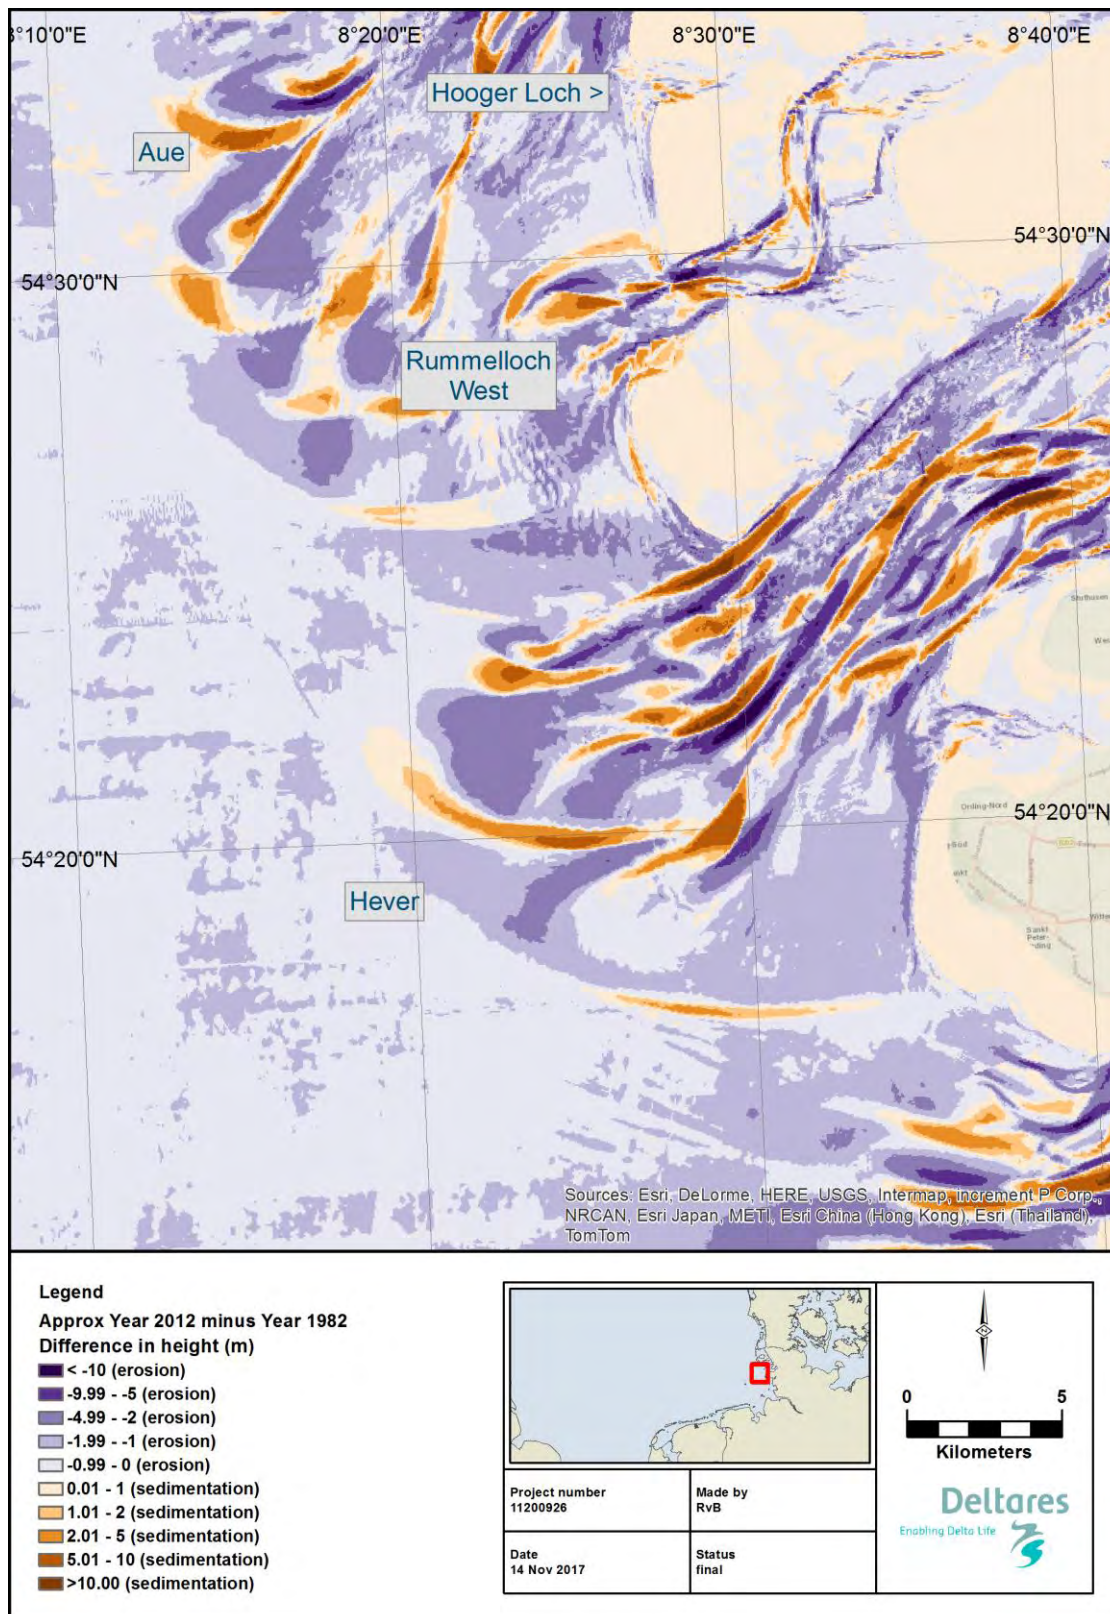 8°10'0"E
8°20'0"E
8°30'0"E
8°40'0"E
Hooger Loch >
Aue
54°30'0"N
54°30'0"N
Rummelloch
West
Ording-Nord
54°20'0"N
54°20'0"N
Hever
Sankt
Peter-
Sources: Esri, DeLorme, HERE, USGS, Intermap, increment P Corp.,
NRCAN, Esri Japan, METI, Esri China (Hong Kong), Esri (Thailand),
TomTom
Legend
Approx Year 2012 minus Year 1982
Difference in height (m)
< -10 (erosion)
-9.99 - -5 (erosion)
-4.99 - -2 (erosion)
-1.99 - -1 (erosion)
-0.99 - 0 (erosion)
0.01 - 1 (sedimentation)
1.01 - 2 (sedimentation)
2.01 - 5 (sedimentation)
5.01 - 10 (sedimentation)
>10.00 (sedimentation)
Project number
11200926
Made by
RvB
Date
14 Nov 2017
Status
final
Z
0 5
Kilometers
Deltares
Enabling Delta Life